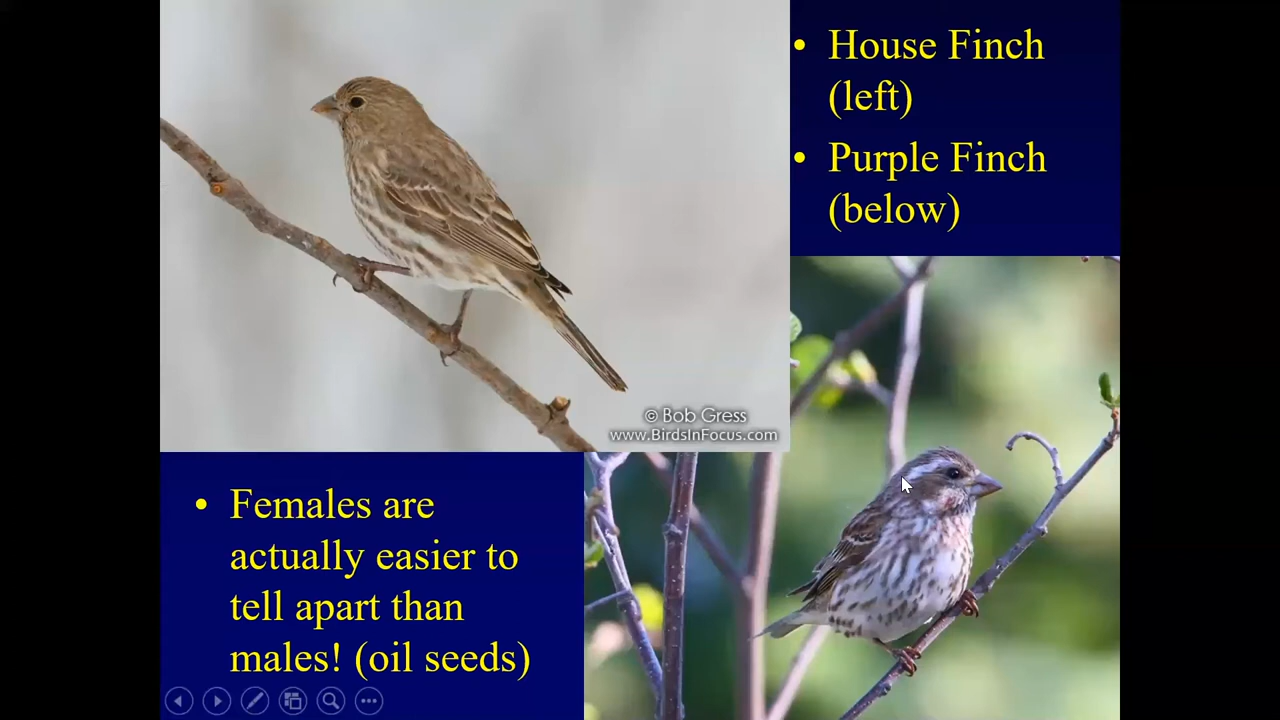 • House Finch
(left)
• Purple Finch
(below)
© Bob Gress
www.BirdsInFocus.com
• Females are
actually easier to
tell apart than
males! (oil seeds)